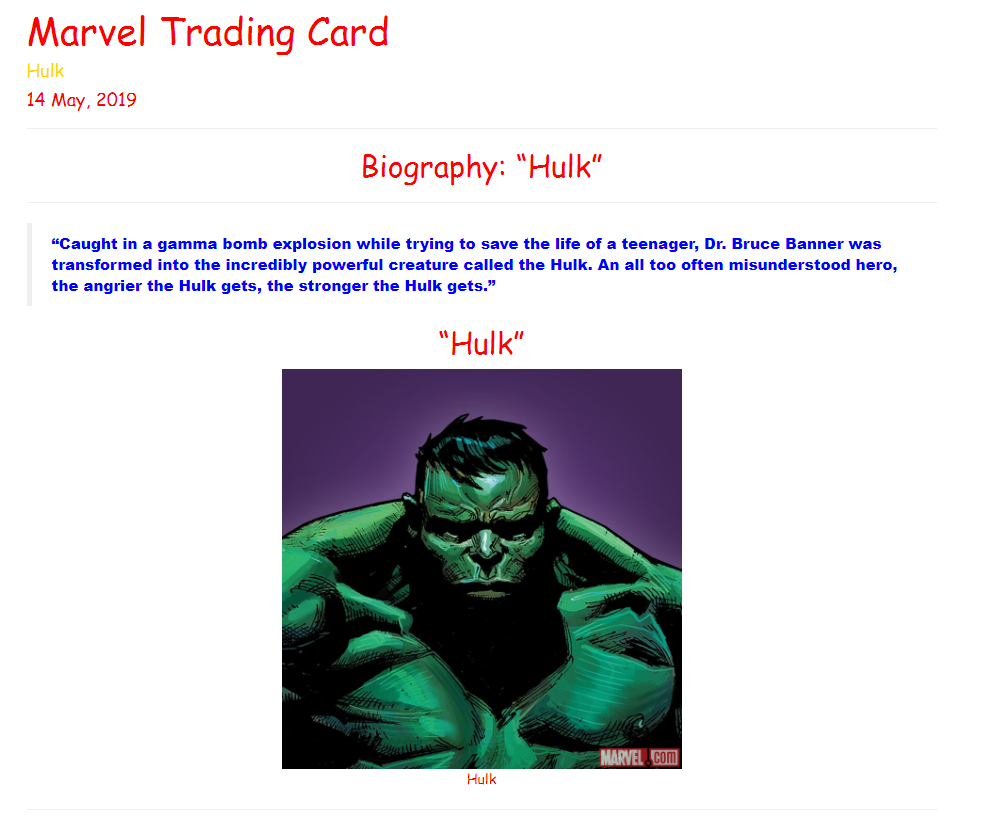 Marvel Trading Card
Hulk
14 May, 2019
Biography: “Hulk”
“Caught in a gamma bomb explosion while trying to save the life of a teenager, Dr. Bruce Banner was
transformed into the incredibly powerful creature called the Hulk. An all too often misunderstood hero,
the angrier the Hulk gets, the stronger the Hulk gets.”
“Hulk”
MARVEL.com
Hulk